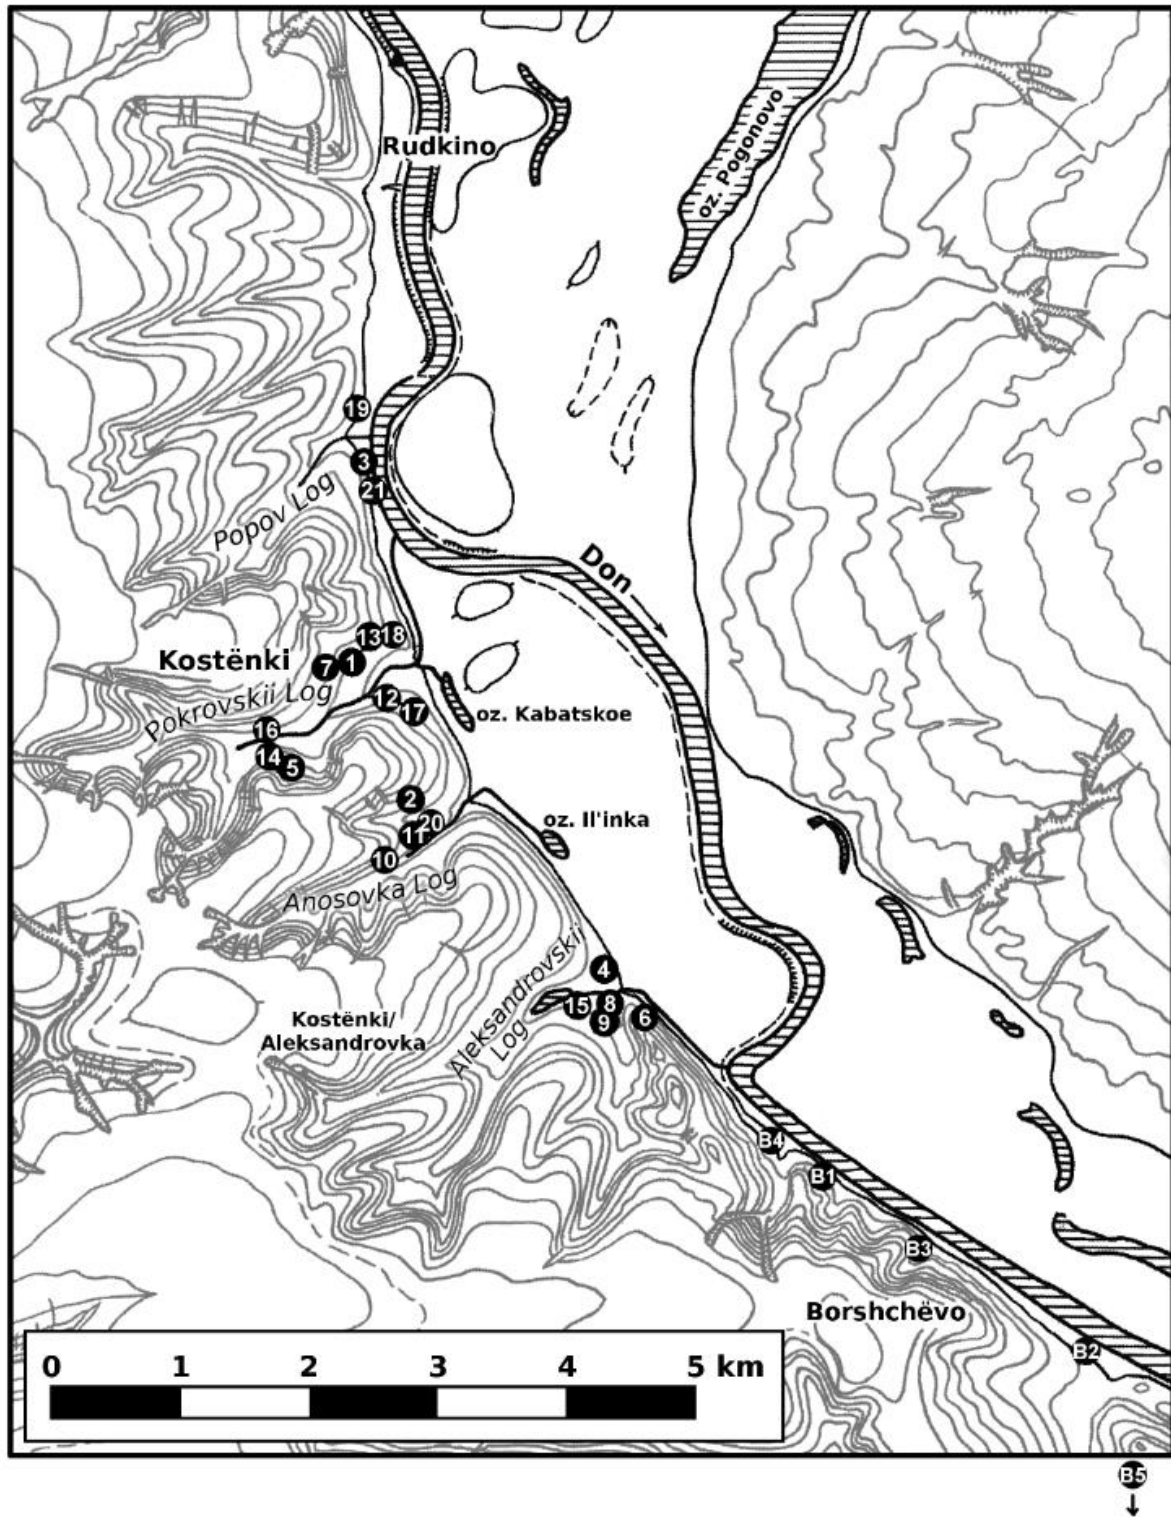 Rudkino
oz. Pogonovo
19
3
21
Popov Log
Don
13
18
Kostënki
7
1
Pokrovskii Log
12
17
oz. Kabatskoe
16
14
5
2
20
11
oz. Il'inka
10
Anosovka Log
Aleksandrovskii
Log
4
15
8
9
6
Kostënki/
Aleksandrovka
B4
B1
B3
Borshchëvo
B2
0 1 2 3 4 5 km
B5